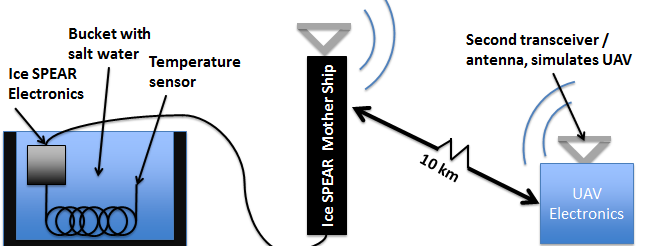 Bucket with
salt water
Ice SPEAR
Electronics
Temperature
sensor
Ice SPEAR Mother Ship
10 km
Second transceiver /
antenna, simulates UAV
UAV
Electronics